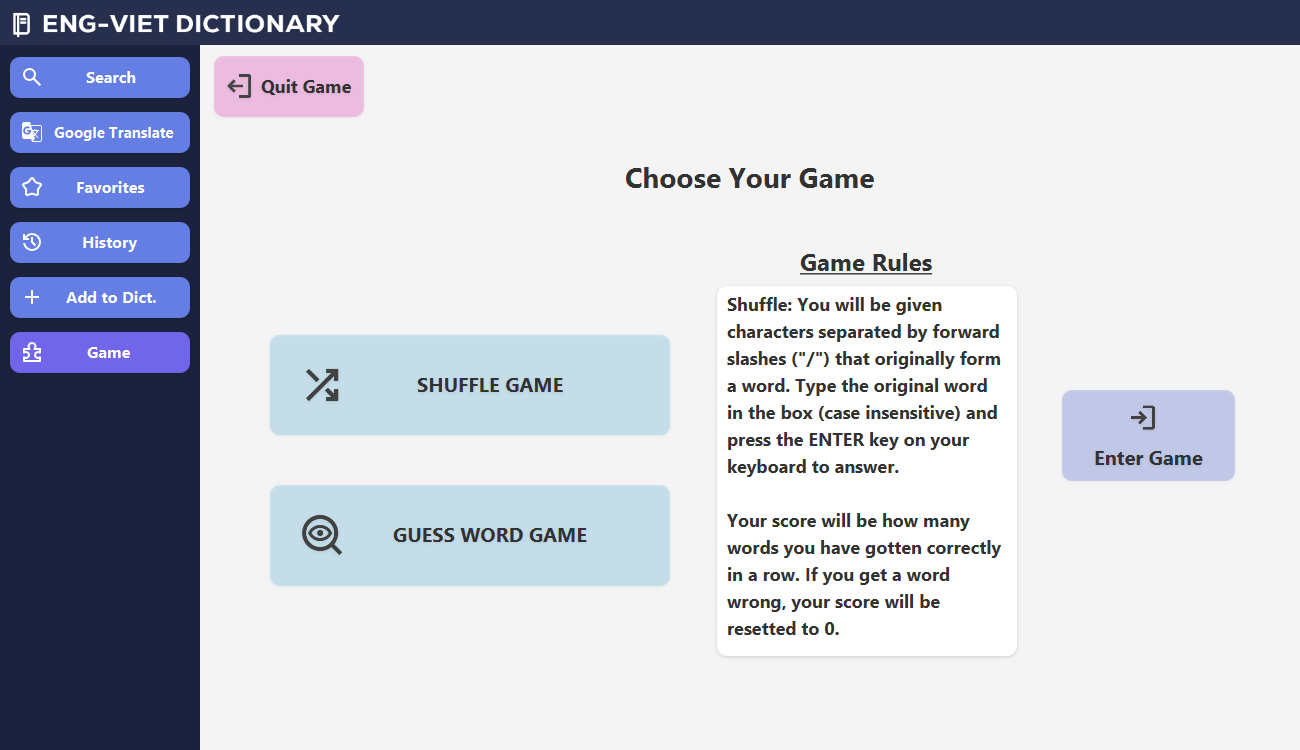 ENG-VIET DICTIONARY
Search
Google Translate
Favorites
History
Add to Dict.
Game
Quit Game
Choose Your Game
SHUFFLE GAME
GUESS WORD GAME
Game Rules
Shuffle: You will be given
characters separated by forward
slashes ("/") that originally form
a word. Type the original word
in the box (case insensitive) and
press the ENTER key on your
keyboard to answer.
Your score will be how many
words you have gotten correctly
in a row. If you get a word
wrong, your score will be
resetted to 0.
Enter Game